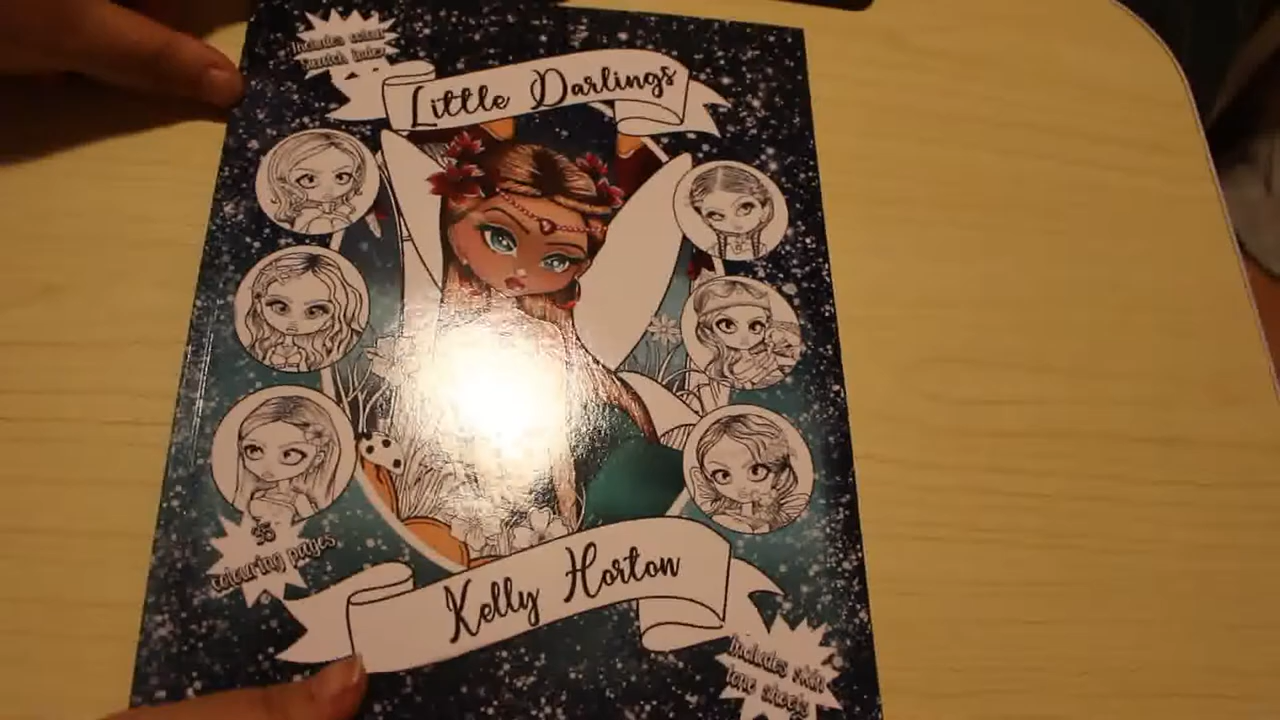 Includes colour
swatch index
Little Darlings
35
colouring pages
Kelly Horton
Includes skin
tone sheets